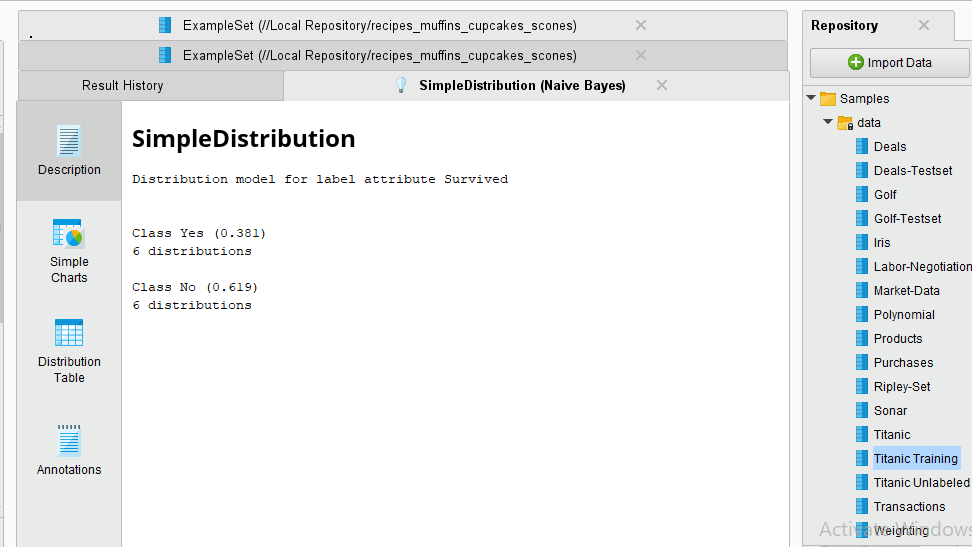 ExampleSet (//Local Repository/recipes_muffins_cupcakes_scones)
ExampleSet (//Local Repository/recipes_muffins_cupcakes_scones)
Result History
SimpleDistribution (Naive Bayes)
Description
Simple
Charts
Distribution
Table
Annotations
SimpleDistribution
Distribution model for label attribute Survived
Class Yes (0.381)
6 distributions
Class No (0.619)
6 distributions
Repository
Import Data
Samples
data
Deals
Deals-Testset
Golf
Golf-Testset
Iris
Labor-Negotiation
Market-Data
Polynomial
Products
Purchases
Ripley-Set
Sonar
Titanic
Titanic Training
Titanic Unlabeled
Transactions
Weighting
Activate Windows